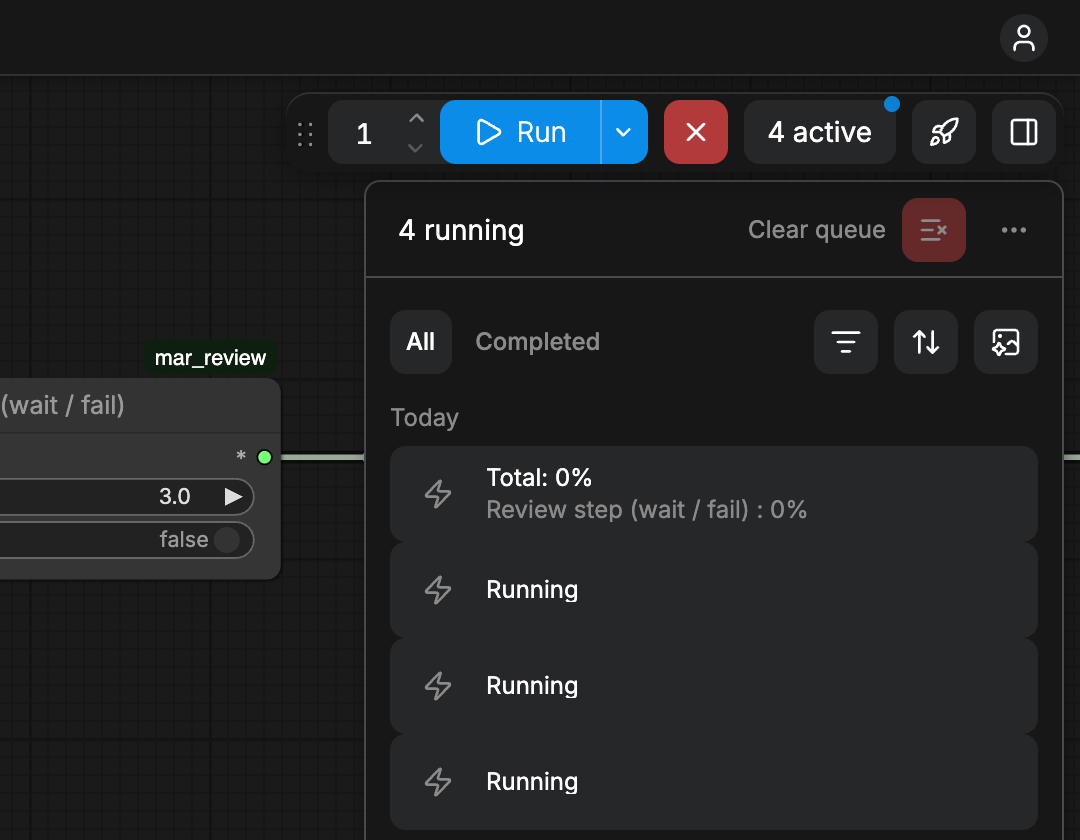 1
Run
4 active
4 running
Clear queue
All
Completed
Today
Total: 0%
Review step (wait / fail) : 0%
Running
Running
Running
mar_review
(wait / fail)
*
3.0
false